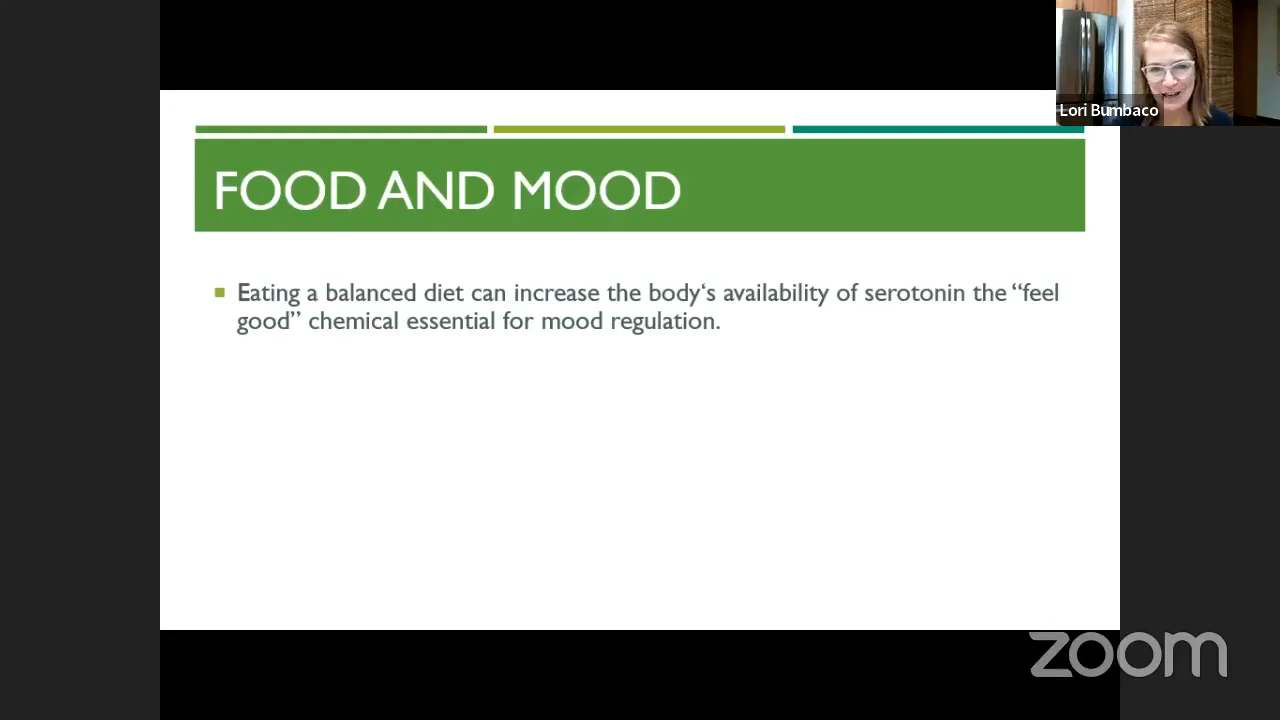 Lori Bumbaco
FOOD AND MOOD
Eating a balanced diet can increase the body‘s availability of serotonin the “feel
good” chemical essential for mood regulation.
zoom